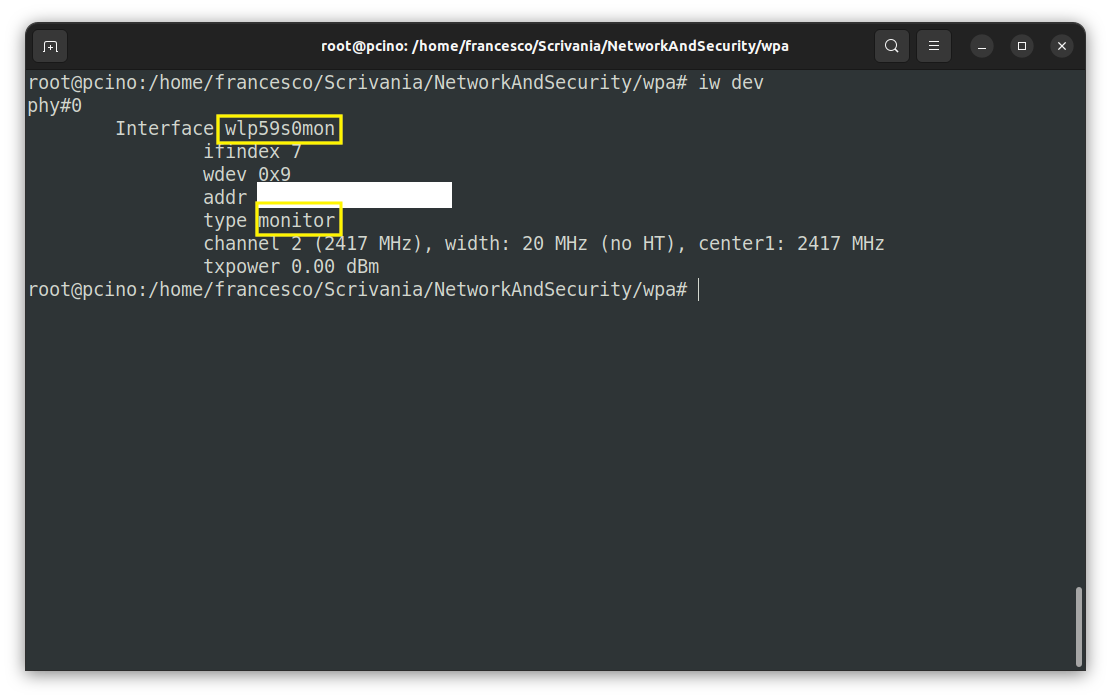 root@pcino: /home/francesco/Scrivania/NetworkAndSecurity/wpa
root@pcino:/home/francesco/Scrivania/NetworkAndSecurity/wpa# iw dev
phy#0
Interface wlp59s0mon
ifindex 7
wdev 0x9
addr
type monitor
channel 2 (2417 MHz), width: 20 MHz (no HT), center1: 2417 MHz
txpower 0.00 dBm
root@pcino:/home/francesco/Scrivania/NetworkAndSecurity/wpa#